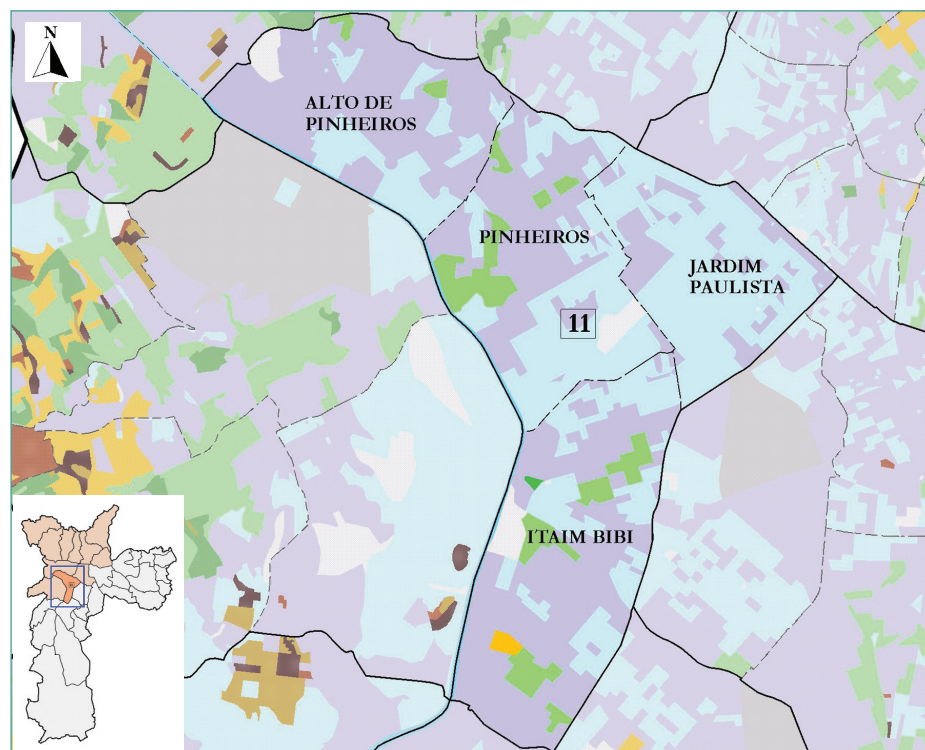 N
ALTO DE
PINHEIROS
PINHEIROS
JARDIM
PAULISTA
11
ITAIM BIBI